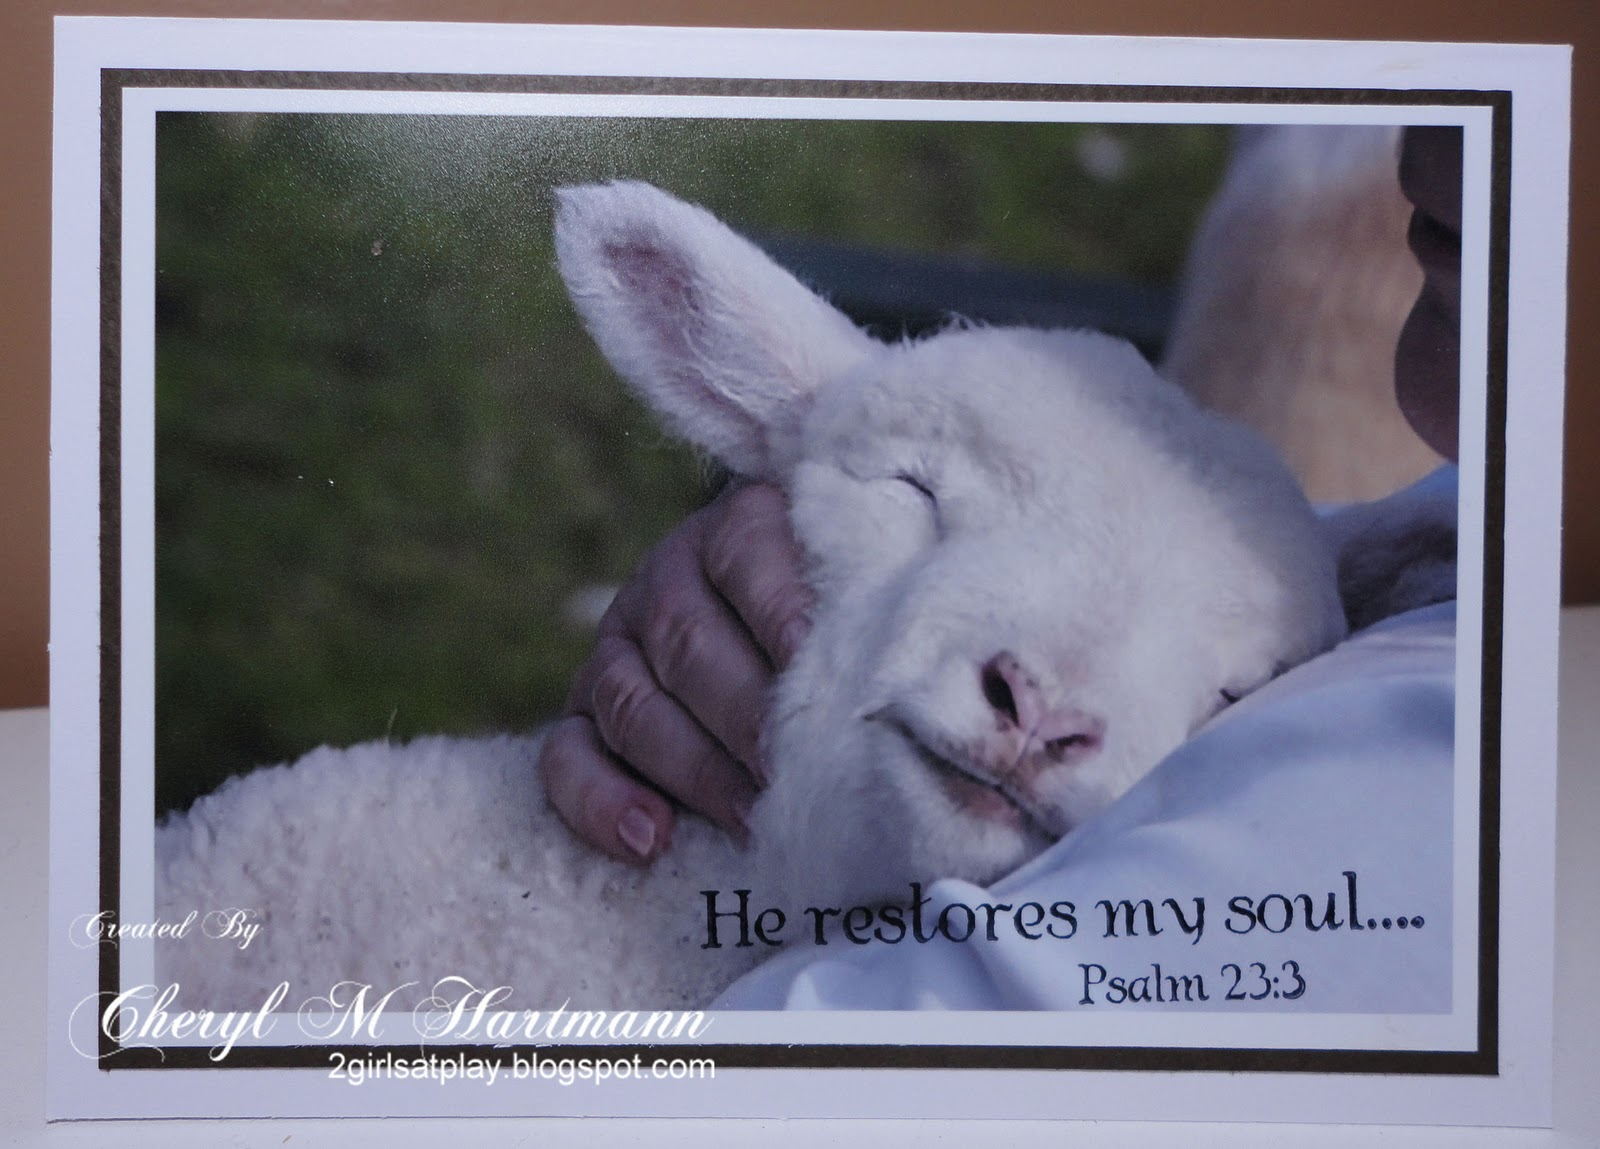 He restores my soul....
Psalm 23:3
Created By
Cheryl M Hartmann
2girlsatplay.blogspot.com